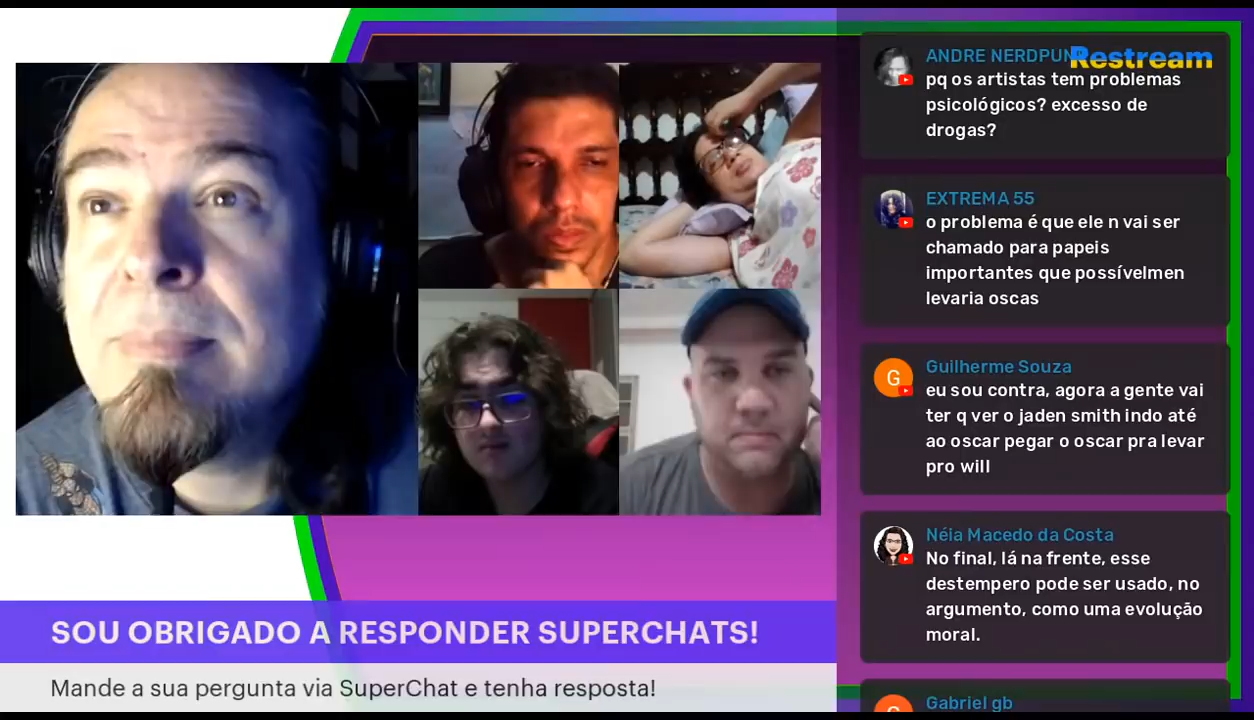 ANDRE NERDPUN
Restream
pq os artistas tem problemas
psicológicos? excesso de
drogas?
EXTREMA 55
o problema é que ele n vai ser
chamado para papeis
importantes que possívelmen
levaria oscas
G
Guilherme Souza
eu sou contra, agora a gente vai
ter q ver o jaden smith indo até
ao oscar pegar o oscar pra levar
pro will
Néia Macedo da Costa
No final, lá na frente, esse
destempero pode ser usado, no
argumento, como uma evolução
moral.
Gabriel gb
SOU OBRIGADO A RESPONDER SUPERCHATS!
Mande a sua pergunta via SuperChat e tenha resposta!